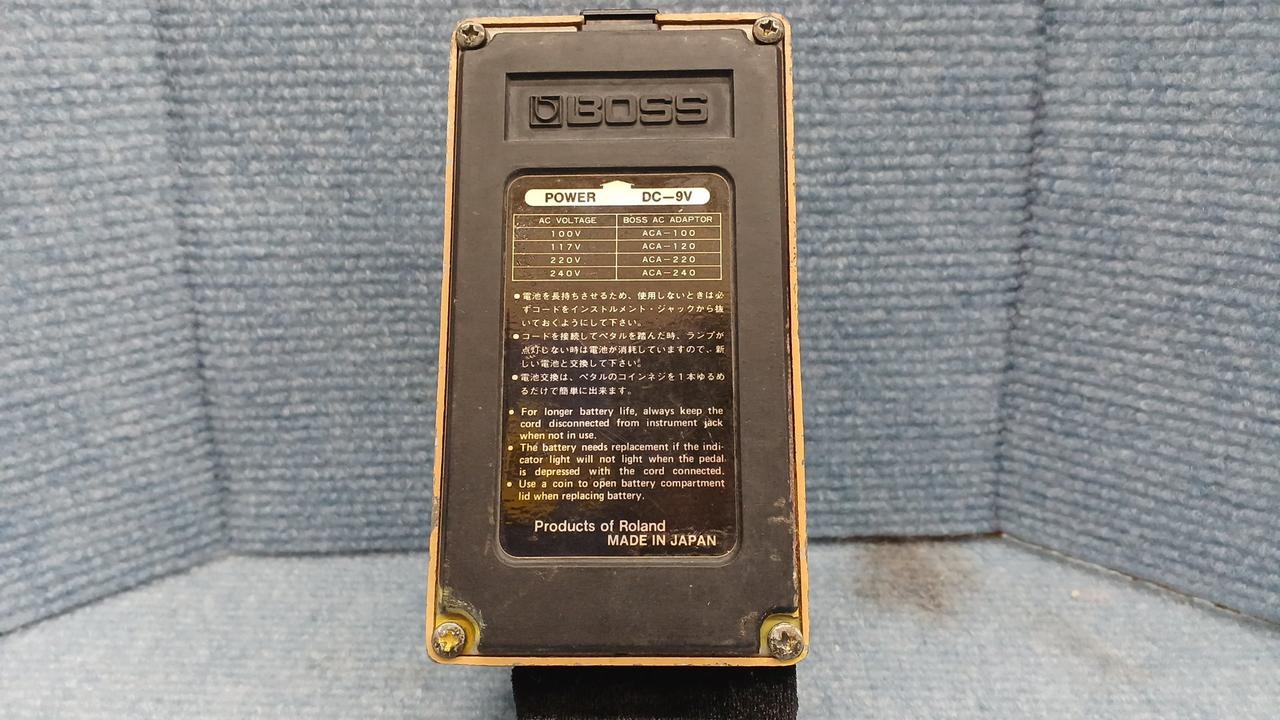 BOSS
POWER DC—9V
AC VOLTAGE BOSS AC ADAPTOR
100V ACA—100
117V ACA—120
220V ACA—220
240V ACA—240
●電池を長持ちさせるため、使用しないときは必
ずコードをインストルメント・ジャックから抜
いておくようにして下さい。
●コードを接続してペタルを踏んだ時、ランプが
点灯しない時は電池が消耗していますので、新
しい電池と交換して下さい。
●電池交換は、ペタルのコインネジを1本ゆるめ
るだけで簡単に出来ます。
● For longer battery life, always keep the
cord disconnected from instrument jack
when not in use.
● The battery needs replacement if the indi-
cator light will not light when the pedal
is depressed with the cord connected.
● Use a coin to open battery compartment
lid when replacing battery.
Products of Roland
MADE IN JAPAN